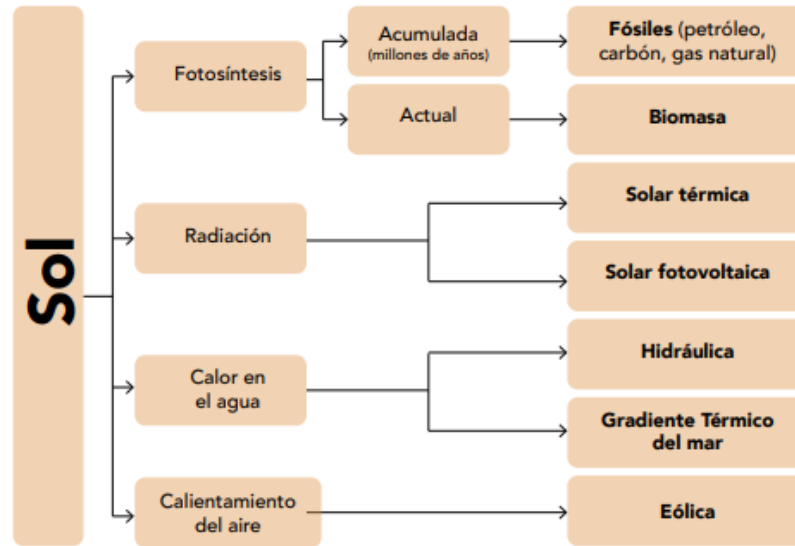 Sol
Fotosíntesis
Acumulada
(millones de años)
Fósiles (petróleo,
carbón, gas natural)
Actual
Biomasa
Radiación
Solar térmica
Solar fotovoltaica
Calor en
el agua
Hidráulica
Gradiente Térmico
del mar
Calientamiento
del aire
Eólica